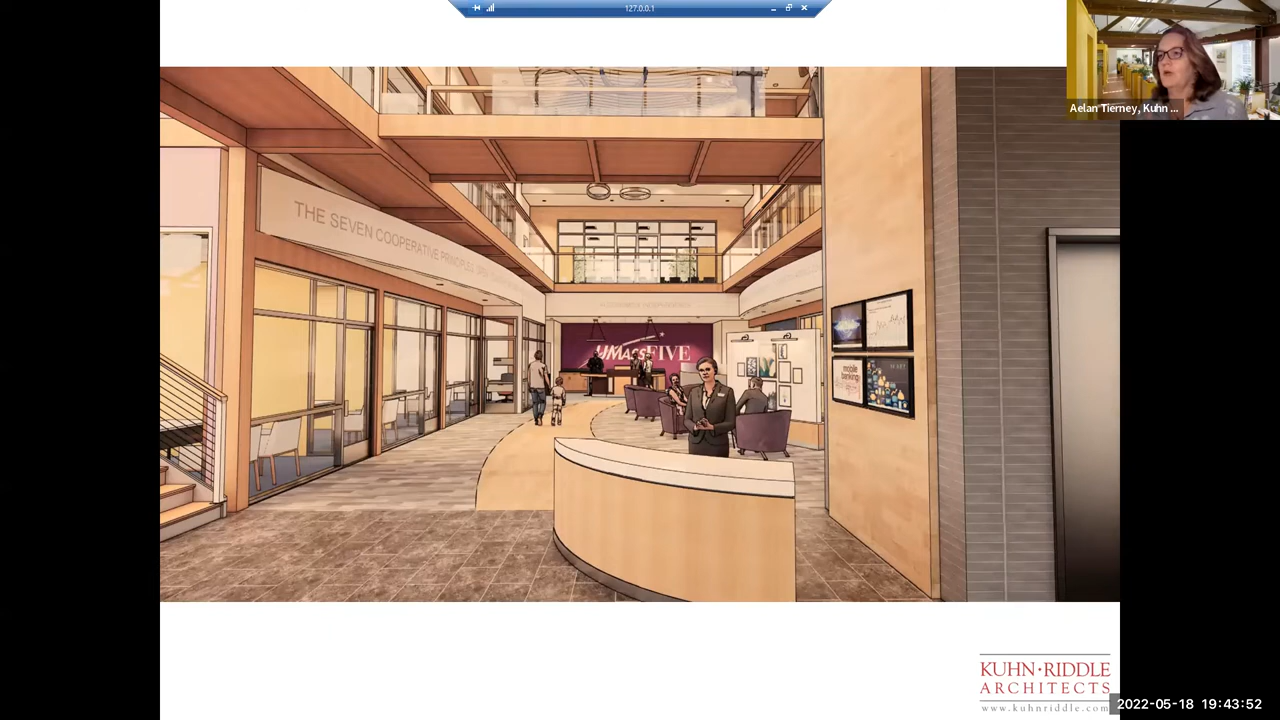 127.0.0.1
Aelan Tierney, Kuhn ...
THE SEVEN COOPERATIVE PRINCIPLES
UMassFIVE
mobile
banking
KUHN·RIDDLE
ARCHITECTS
www.kuhnriddle.com
2022-05-18 19:43:52